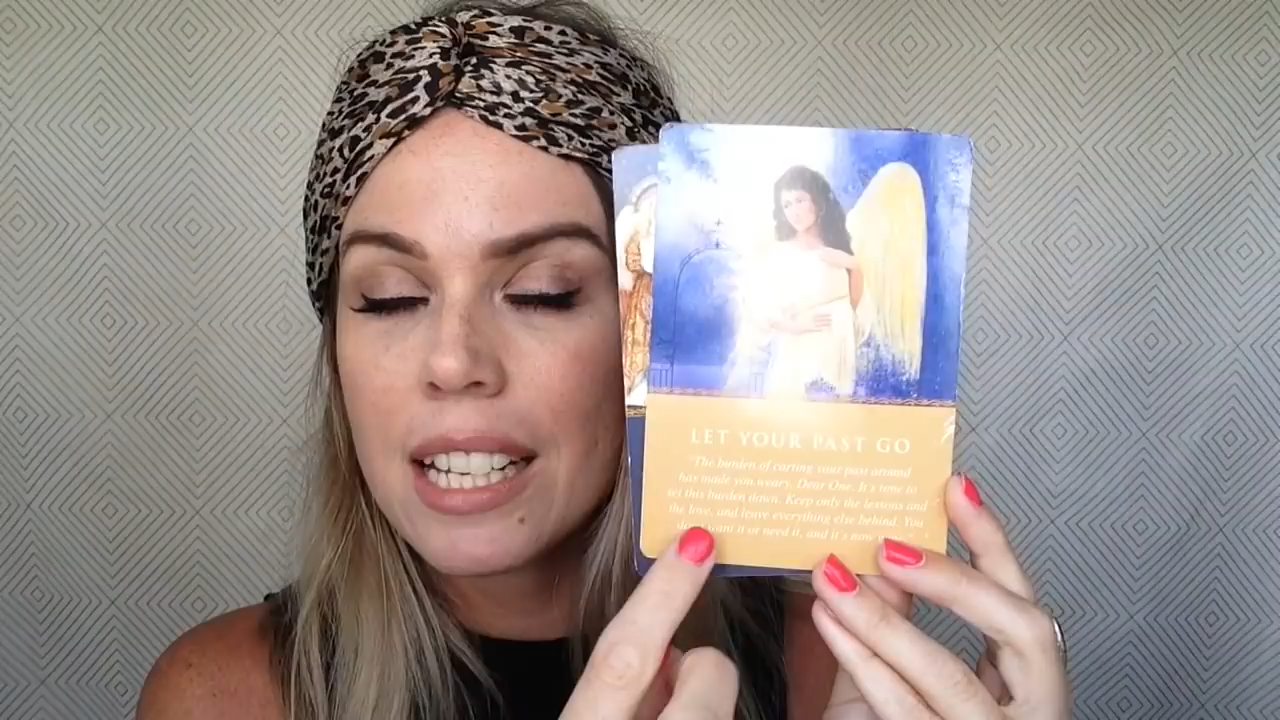 LET YOUR PAST GO
"The burden of carting your past around
has made you weary, Dear One. It's time to
set this burden down. Keep only the lessons and
the love, and leave everything else behind. You
want it or need it, and it's now